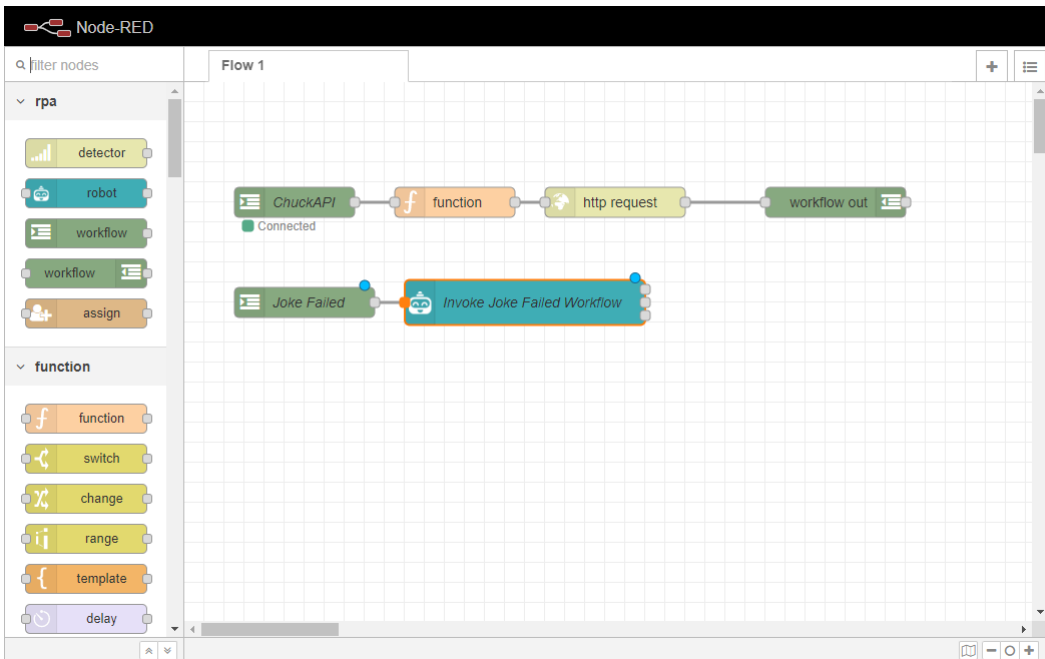 Node-RED
filter nodes
Flow 1
rpa
detector
robot
workflow
workflow
assign
function
function
switch
change
range
template
delay
ChuckAPI
function
http request
workflow out
Connected
Joke Failed
Invoke Joke Failed Workflow